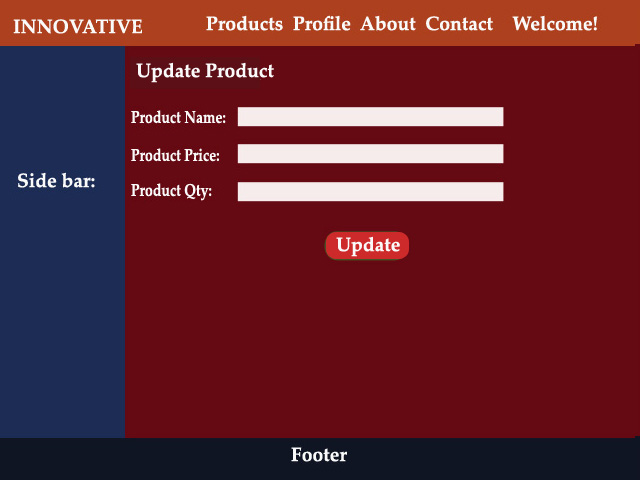 INNOVATIVE Products Profile About Contact Welcome!
Update Product
Product Name:
Product Price:
Side bar:
Product Qty:
Update
Footer